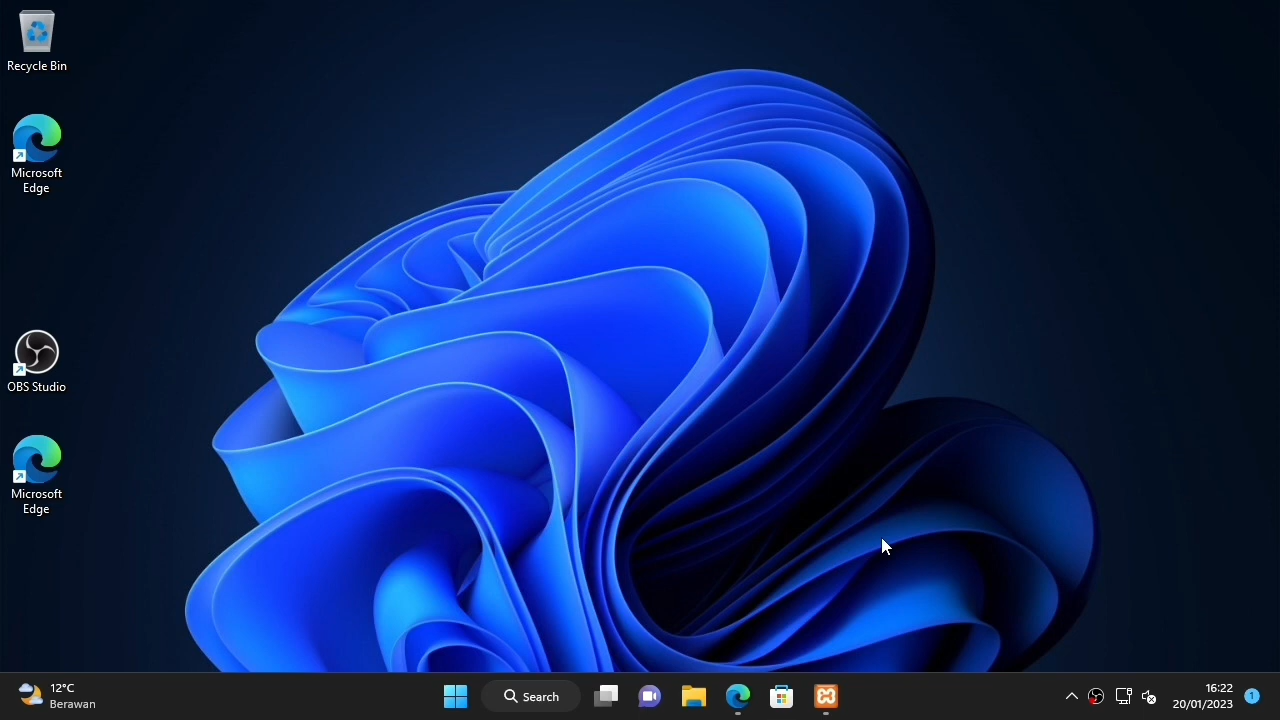 Recycle Bin
Microsoft
Edge
OBS Studio
Microsoft
Edge
12°C
Berawan
Search
16:22
20/01/2023
1